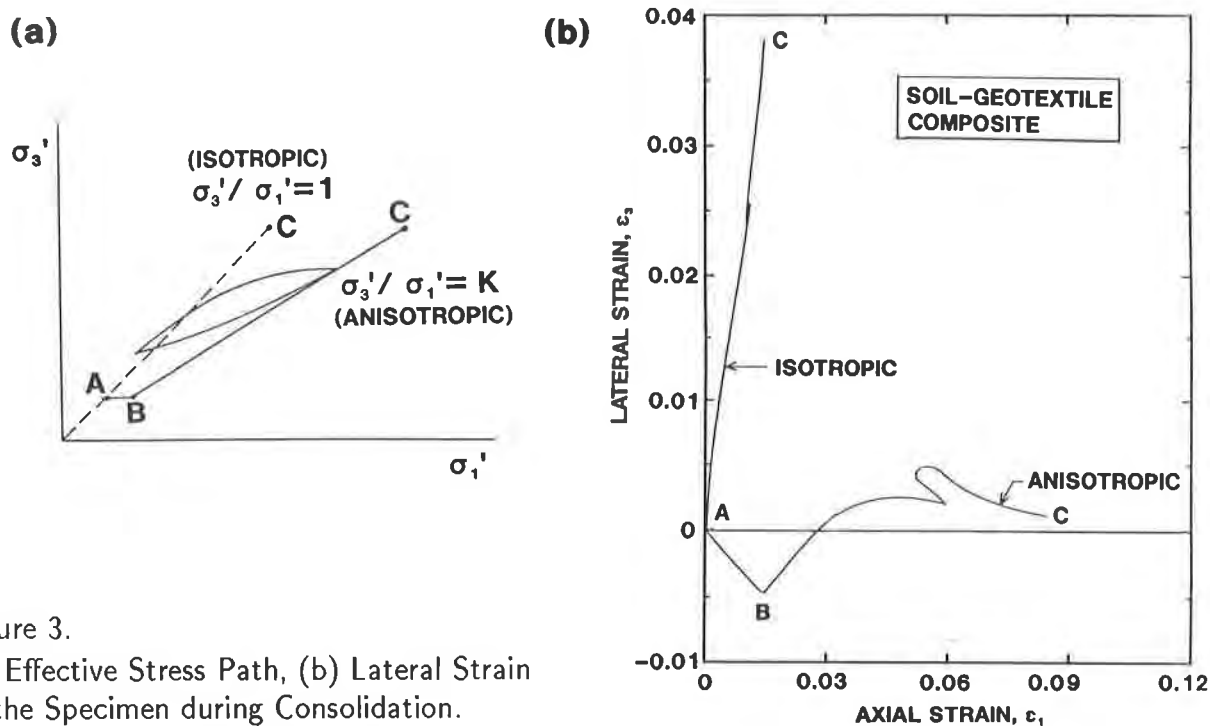 (a)
σ3'
(ISOTROPIC)
σ3'/ σ1'=1
C
C
σ3'/ σ1'=K
(ANISOTROPIC)
A
B
σ1'
(b)
0.04
C
SOIL-GEOTEXTILE
COMPOSITE
0.03
LATERAL STRAIN, ε3
0.02
ISOTROPIC
0.01
ANISOTROPIC
A
C
0
B
-0.01
0
0.03
0.06
0.09
0.12
AXIAL STRAIN, ε1
ure 3.
Effective Stress Path, (b) Lateral Strain
the Specimen during Consolidation.